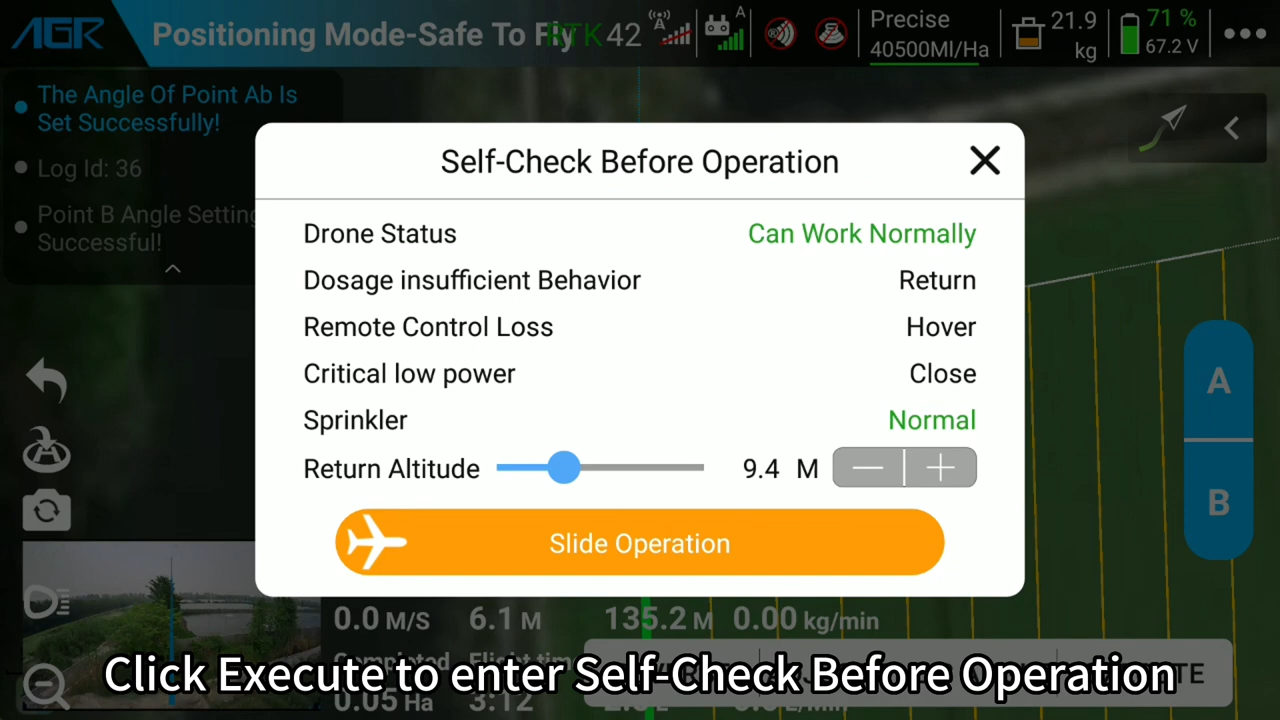 AGR
Positioning Mode-Safe To Fly
RTK 42
A
Precise
40500Ml/Ha
21.9
kg
71 %
67.2 V
The Angle Of Point Ab Is
Set Successfully!
Log Id: 36
Point B Angle Setting
Successful!
Self-Check Before Operation
Drone Status Can Work Normally
Dosage insufficient Behavior Return
Remote Control Loss Hover
Critical low power Close
Sprinkler Normal
Return Altitude 9.4 M
Slide Operation
A
B
0.0 M/S 6.1 M 135.2 M 0.00 kg/min
Completed Flight time
0.05 Ha 3:12
Click Execute to enter Self-Check Before Operation